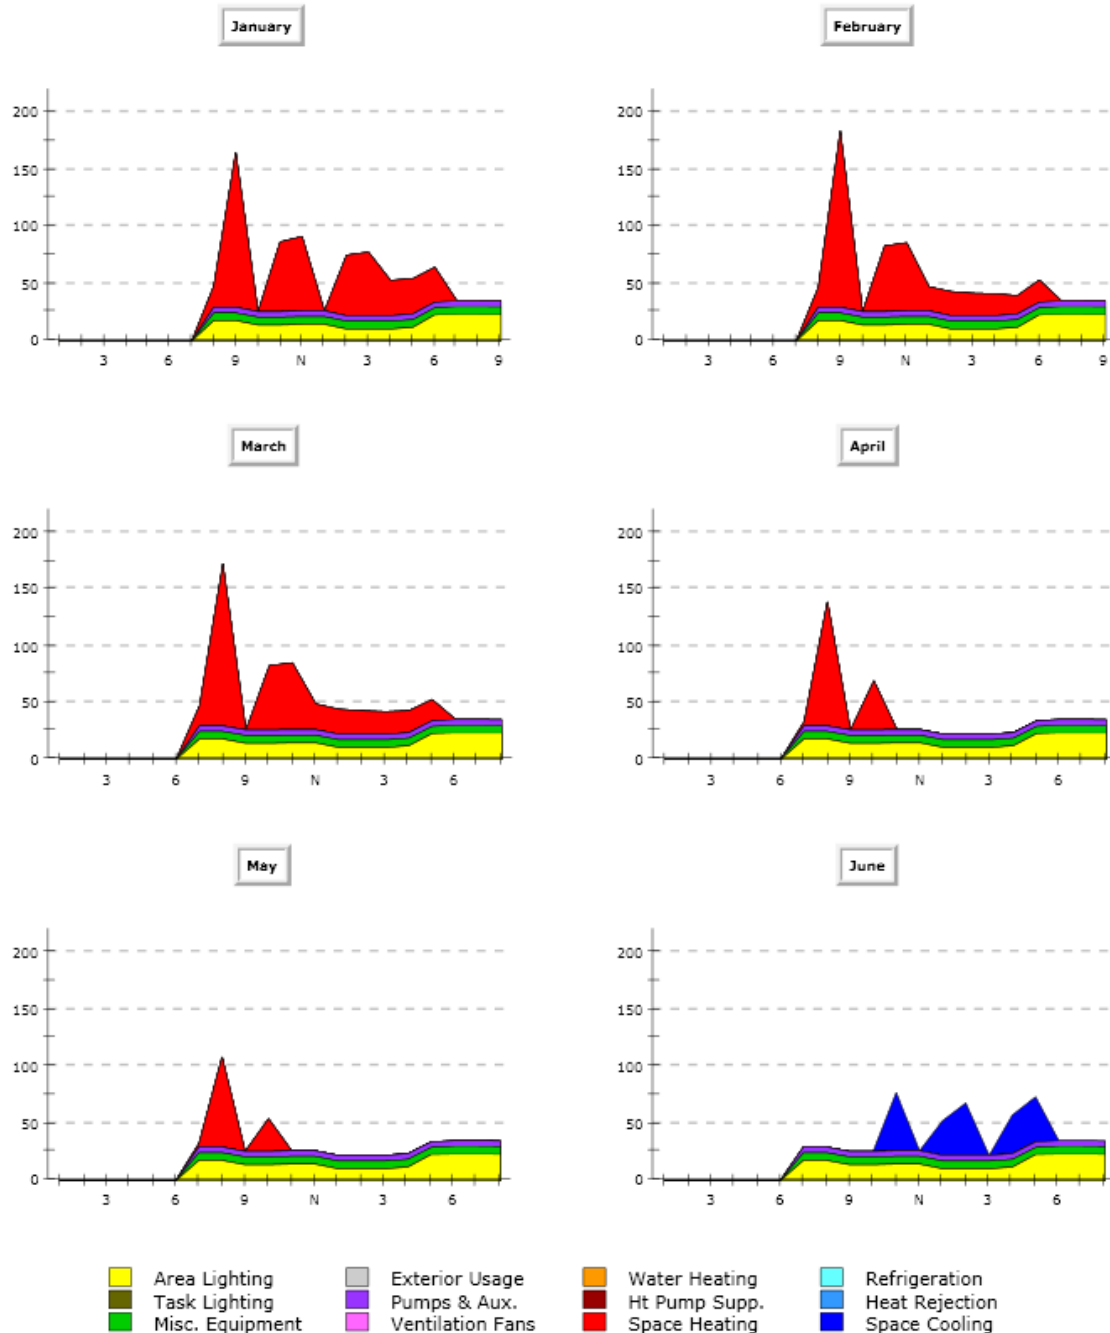 January February
200 200
150 150
100 100
50 50
0 0
3 6 9 N 3 6 9 3 6 9 N 3 6 9
March April
200 200
150 150
100 100
50 50
0 0
3 6 9 N 3 6 3 6 9 N 3 6
May June
200 200
150 150
100 100
50 50
0 0
3 6 9 N 3 6 3 6 9 N 3 6
Area Lighting Exterior Usage Water Heating Refrigeration
Task Lighting Pumps & Aux. Ht Pump Supp. Heat Rejection
Misc. Equipment Ventilation Fans Space Heating Space Cooling